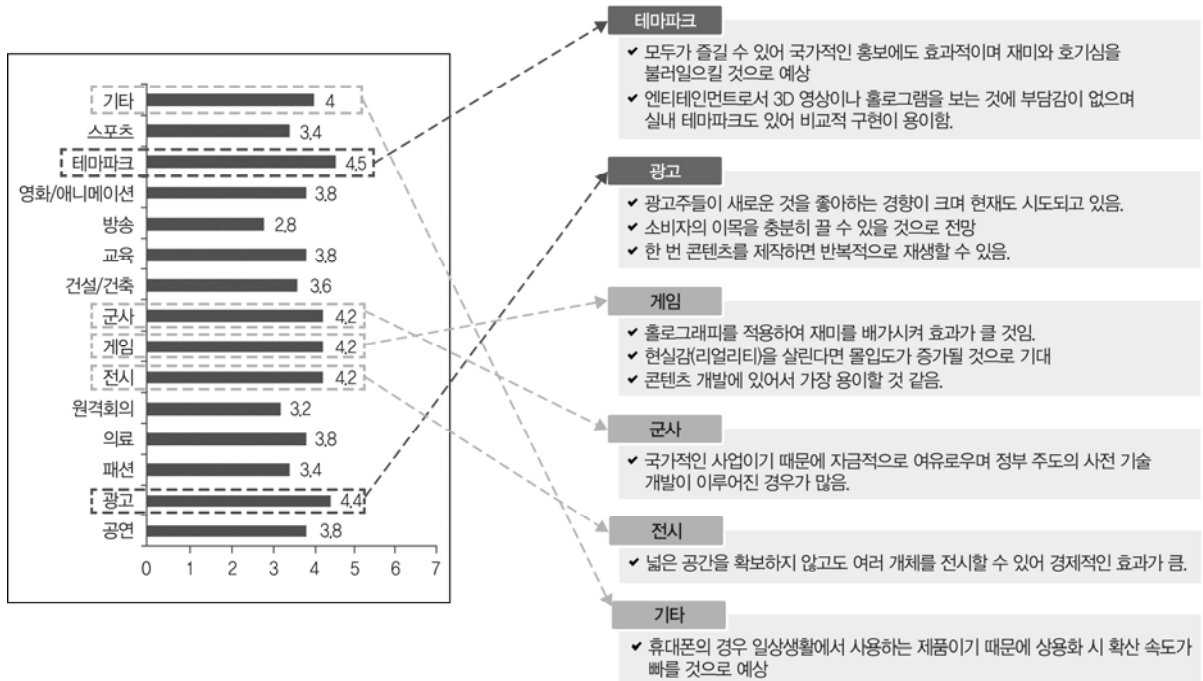 기타 4
스포츠 3.4
테마파크 4.5
영화/애니메이션 3.8
방송 2.8
교육 3.8
건설/건축 3.6
군사 4.2
게임 4.2
전시 4.2
원격회의 3.2
의료 3.8
패션 3.4
광고 4.4
공연 3.8
0 1 2 3 4 5 6 7
테마파크
✔ 모두가 즐길 수 있어 국가적인 홍보에도 효과적이며 재미와 호기심을
불러일으킬 것으로 예상
✔ 엔티테인먼트로서 3D 영상이나 홀로그램을 보는 것에 부담감이 없으며
실내 테마파크도 있어 비교적 구현이 용이함.
광고
✔ 광고주들이 새로운 것을 좋아하는 경향이 크며 현재도 시도되고 있음.
✔ 소비자의 이목을 충분히 끌 수 있을 것으로 전망
✔ 한 번 콘텐츠를 제작하면 반복적으로 재생할 수 있음.
게임
✔ 홀로그래피를 적용하여 재미를 배가시켜 효과가 클 것임.
✔ 현실감(리얼리티)을 살린다면 몰입도가 증가될 것으로 기대
✔ 콘텐츠 개발에 있어서 가장 용이할 것 같음.
군사
✔ 국가적인 사업이기 때문에 자금적으로 여유로우며 정부 주도의 사전 기술
개발이 이루어진 경우가 많음.
전시
✔ 넓은 공간을 확보하지 않고도 여러 개체를 전시할 수 있어 경제적인 효과가 큼.
기타
✔ 휴대폰의 경우 일상생활에서 사용하는 제품이기 때문에 상용화 시 확산 속도가
빠를 것으로 예상